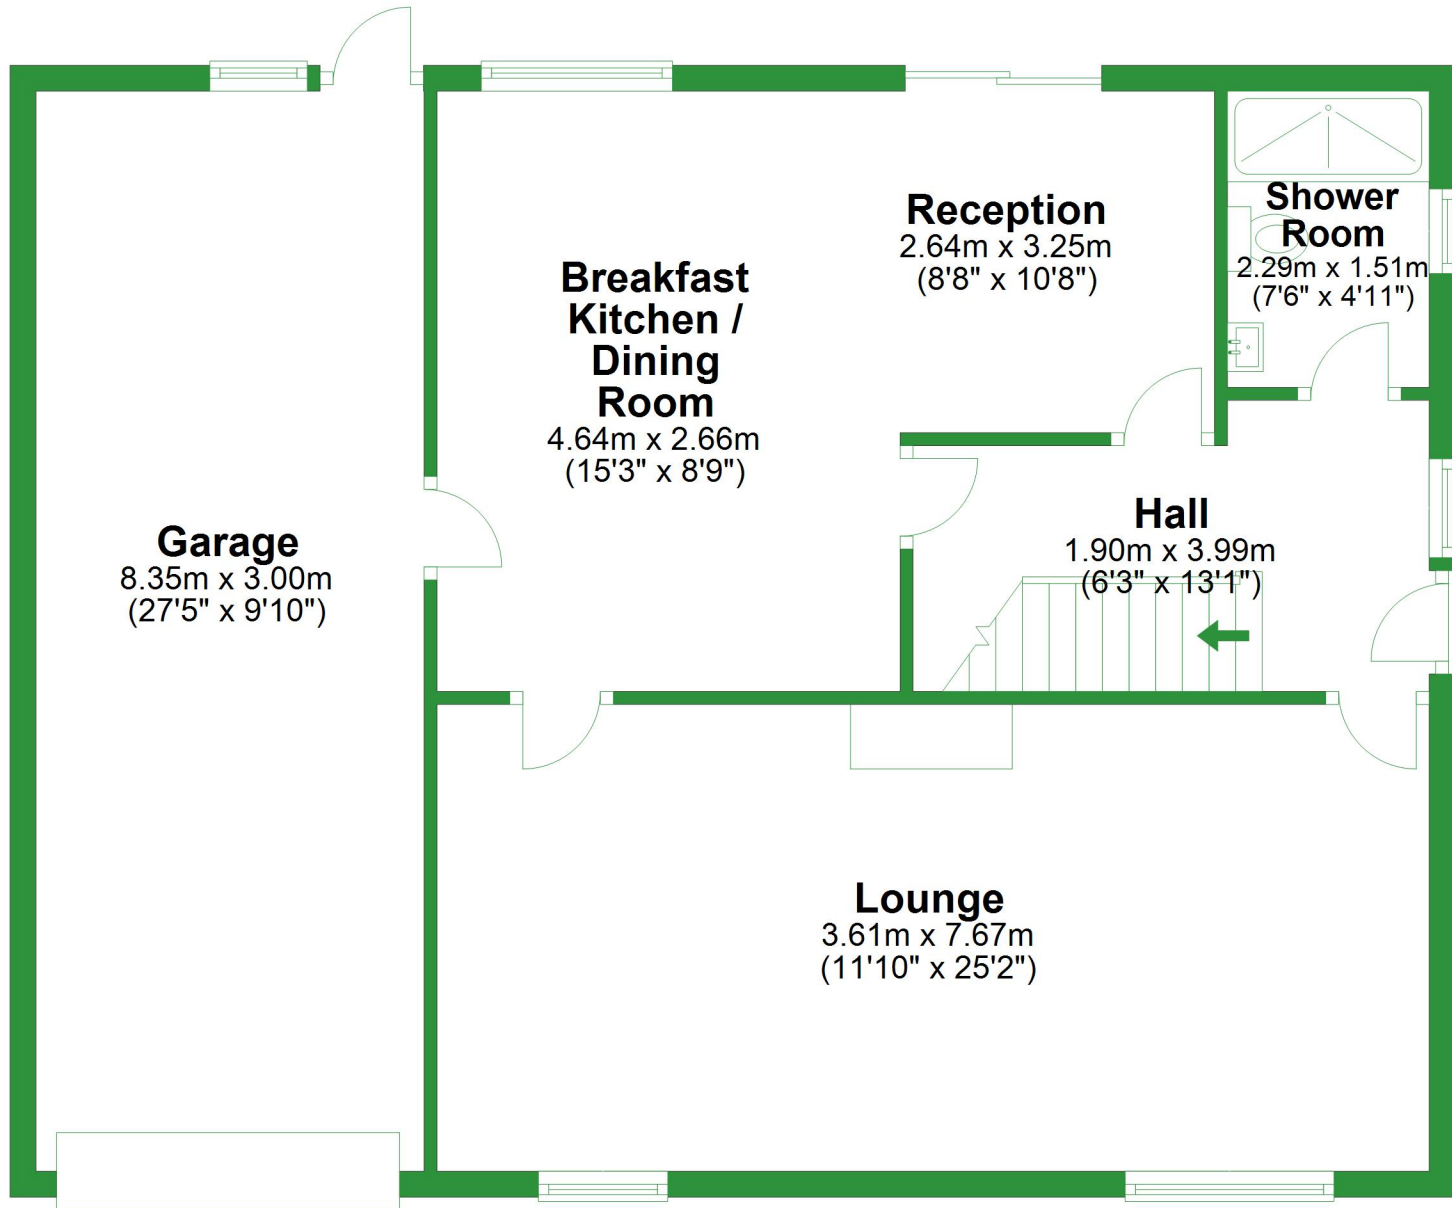 Reception
2.64m x 3.25m
(8'8" x 10'8")
Shower
Room
2.29m x 1.51m
(7'6" x 4'11")
Breakfast
Kitchen /
Dining
Room
4.64m x 2.66m
(15'3" x 8'9")
Garage
8.35m x 3.00m
(27'5" x 9'10")
Hall
1.90m x 3.99m
(6'3" x 13'1")
Lounge
3.61m x 7.67m
(11'10" x 25'2")